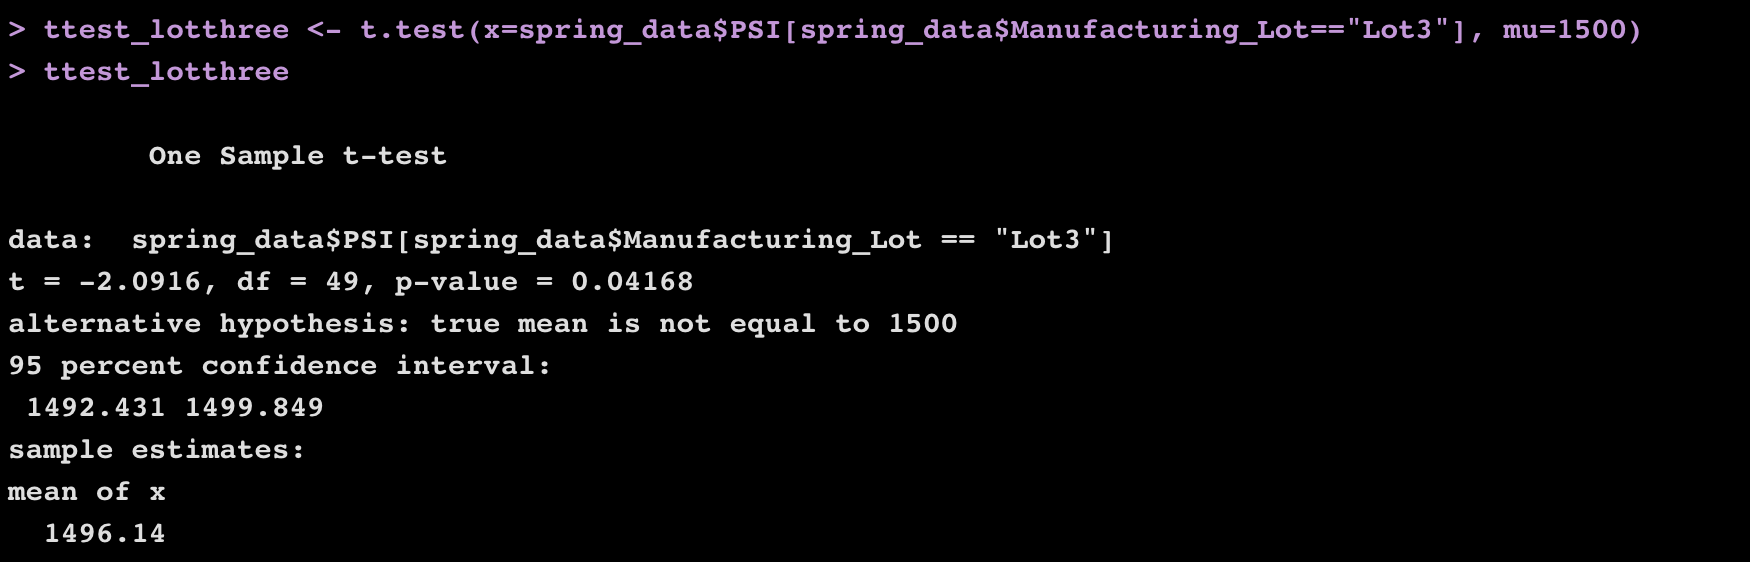 > ttest_lotthree <- t.test(x=spring_data$PSI[spring_data$Manufacturing_Lot=="Lot3"], mu=1500)
> ttest_lotthree
One Sample t-test
data:  spring_data$PSI[spring_data$Manufacturing_Lot == "Lot3"]
t = -2.0916, df = 49, p-value = 0.04168
alternative hypothesis: true mean is not equal to 1500
95 percent confidence interval:
1492.431 1499.849
sample estimates:
mean of x
1496.14